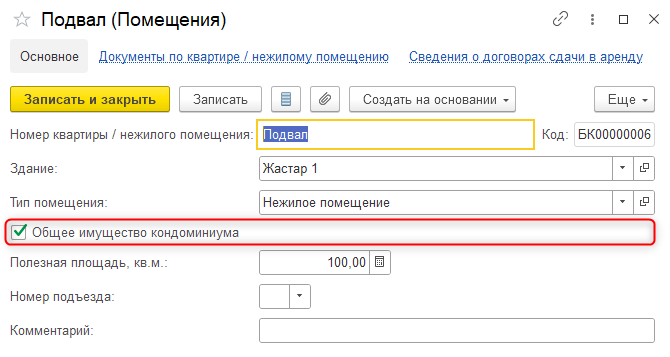 Подвал (Помещения)
Основное Документы по квартире / нежилому помещению Сведения о договорах сдачи в аренду
Записать и закрыть Записать Создать на основании Еще
Номер квартиры / нежилого помещения: Подвал Код: БК00000006
Здание: Жастар 1
Тип помещения: Нежилое помещение
Общее имущество кондоминиума
Полезная площадь, кв.м.: 100,00
Номер подъезда:
Комментарий: